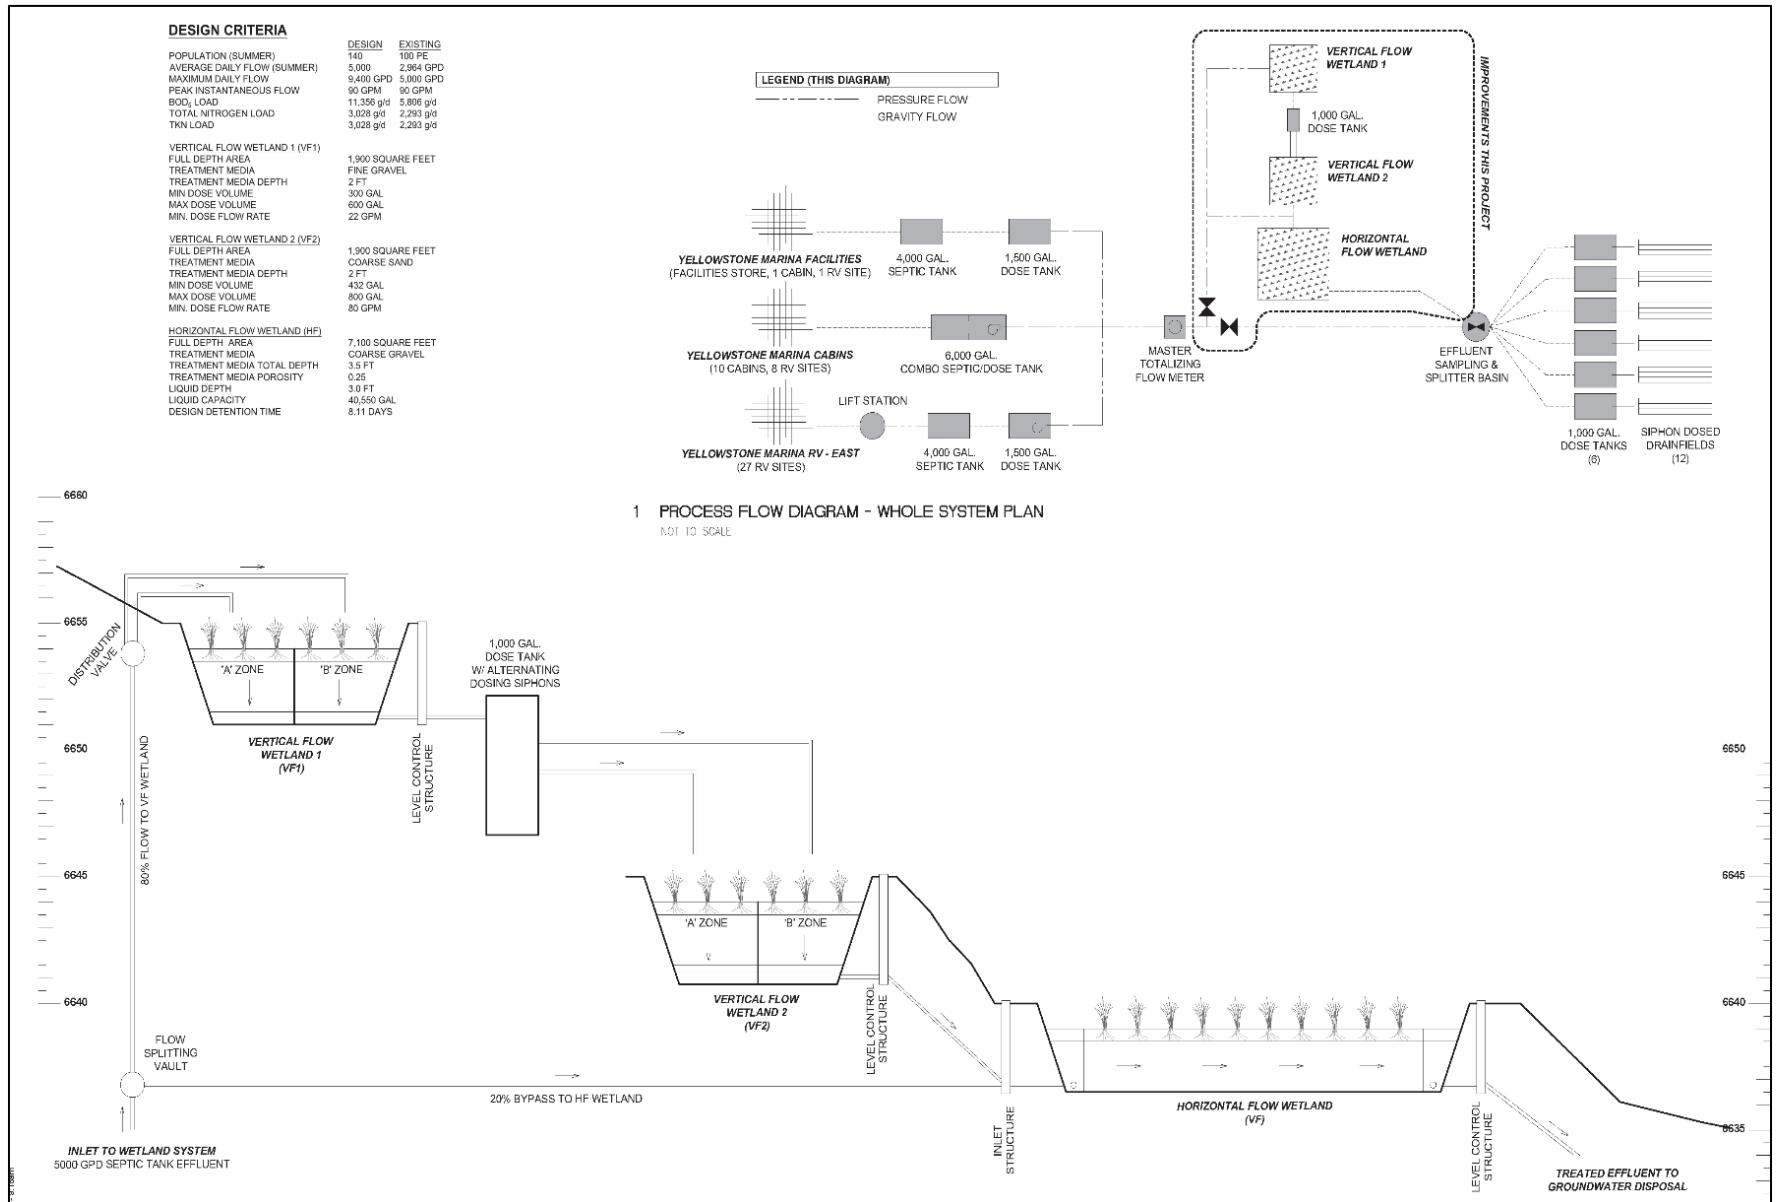 DESIGN CRITERIA
DESIGN EXISTING
POPULATION (SUMMER) 140 100 PE
AVERAGE DAILY FLOW (SUMMER) 5,000 2,964 GPD
MAXIMUM DAILY FLOW 9,400 GPD 5,000 GPD
PEAK INSTANTANEOUS FLOW 90 GPM 90 GPM
BOD₅ LOAD 11,356 g/d 5,806 g/d
TOTAL NITROGEN LOAD 3,028 g/d 2,293 g/d
TKN LOAD 3,028 g/d 2,293 g/d
VERTICAL FLOW WETLAND 1 (VF1)
FULL DEPTH AREA 1,900 SQUARE FEET
TREATMENT MEDIA FINE GRAVEL
TREATMENT MEDIA DEPTH 2 FT
MIN DOSE VOLUME 300 GAL
MAX DOSE VOLUME 600 GAL
MIN. DOSE FLOW RATE 22 GPM
VERTICAL FLOW WETLAND 2 (VF2)
FULL DEPTH AREA 1,900 SQUARE FEET
TREATMENT MEDIA COARSE SAND
TREATMENT MEDIA DEPTH 2 FT
MIN DOSE VOLUME 432 GAL
MAX DOSE VOLUME 800 GAL
MIN. DOSE FLOW RATE 80 GPM
HORIZONTAL FLOW WETLAND (HF)
FULL DEPTH AREA 7,100 SQUARE FEET
TREATMENT MEDIA COARSE GRAVEL
TREATMENT MEDIA TOTAL DEPTH 3.5 FT
TREATMENT MEDIA POROSITY 0.25
LIQUID DEPTH 3.0 FT
LIQUID CAPACITY 40,550 GAL
DESIGN DETENTION TIME 8.11 DAYS
LEGEND (THIS DIAGRAM)
PRESSURE FLOW
GRAVITY FLOW
VERTICAL FLOW
WETLAND 1
1,000 GAL.
DOSE TANK
VERTICAL FLOW
WETLAND 2
HORIZONTAL
FLOW WETLAND
IMPROVEMENTS THIS PROJECT
YELLOWSTONE MARINA FACILITIES
(FACILITIES STORE, 1 CABIN, 1 RV SITE)
4,000 GAL.
SEPTIC TANK
1,500 GAL.
DOSE TANK
YELLOWSTONE MARINA CABINS
(10 CABINS, 8 RV SITES)
6,000 GAL.
COMBO SEPTIC/DOSE TANK
MASTER
TOTALIZING
FLOW METER
EFFLUENT
SAMPLING &
SPLITTER BASIN
LIFT STATION
YELLOWSTONE MARINA RV - EAST
(27 RV SITES)
4,000 GAL.
SEPTIC TANK
1,500 GAL.
DOSE TANK
1,000 GAL.
DOSE TANKS
(6)
SIPHON DOSED
DRAINFIELDS
(12)
1 PROCESS FLOW DIAGRAM - WHOLE SYSTEM PLAN
NOT TO SCALE
6660
6655
6650
6645
6640
DISTRIBUTION
VALVE
'A' ZONE
'B' ZONE
VERTICAL FLOW
WETLAND 1
(VF1)
LEVEL CONTROL
STRUCTURE
1,000 GAL.
DOSE TANK
W/ ALTERNATING
DOSING SIPHONS
80% FLOW TO VF WETLAND
'A' ZONE
'B' ZONE
VERTICAL FLOW
WETLAND 2
(VF2)
LEVEL CONTROL
STRUCTURE
FLOW
SPLITTING
VAULT
20% BYPASS TO HF WETLAND
INLET TO WETLAND SYSTEM
5000 GPD SEPTIC TANK EFFLUENT
INLET
STRUCTURE
HORIZONTAL FLOW WETLAND
(VF)
LEVEL CONTROL
STRUCTURE
TREATED EFFLUENT TO
GROUNDWATER DISPOSAL
6650
6645
6640
6635